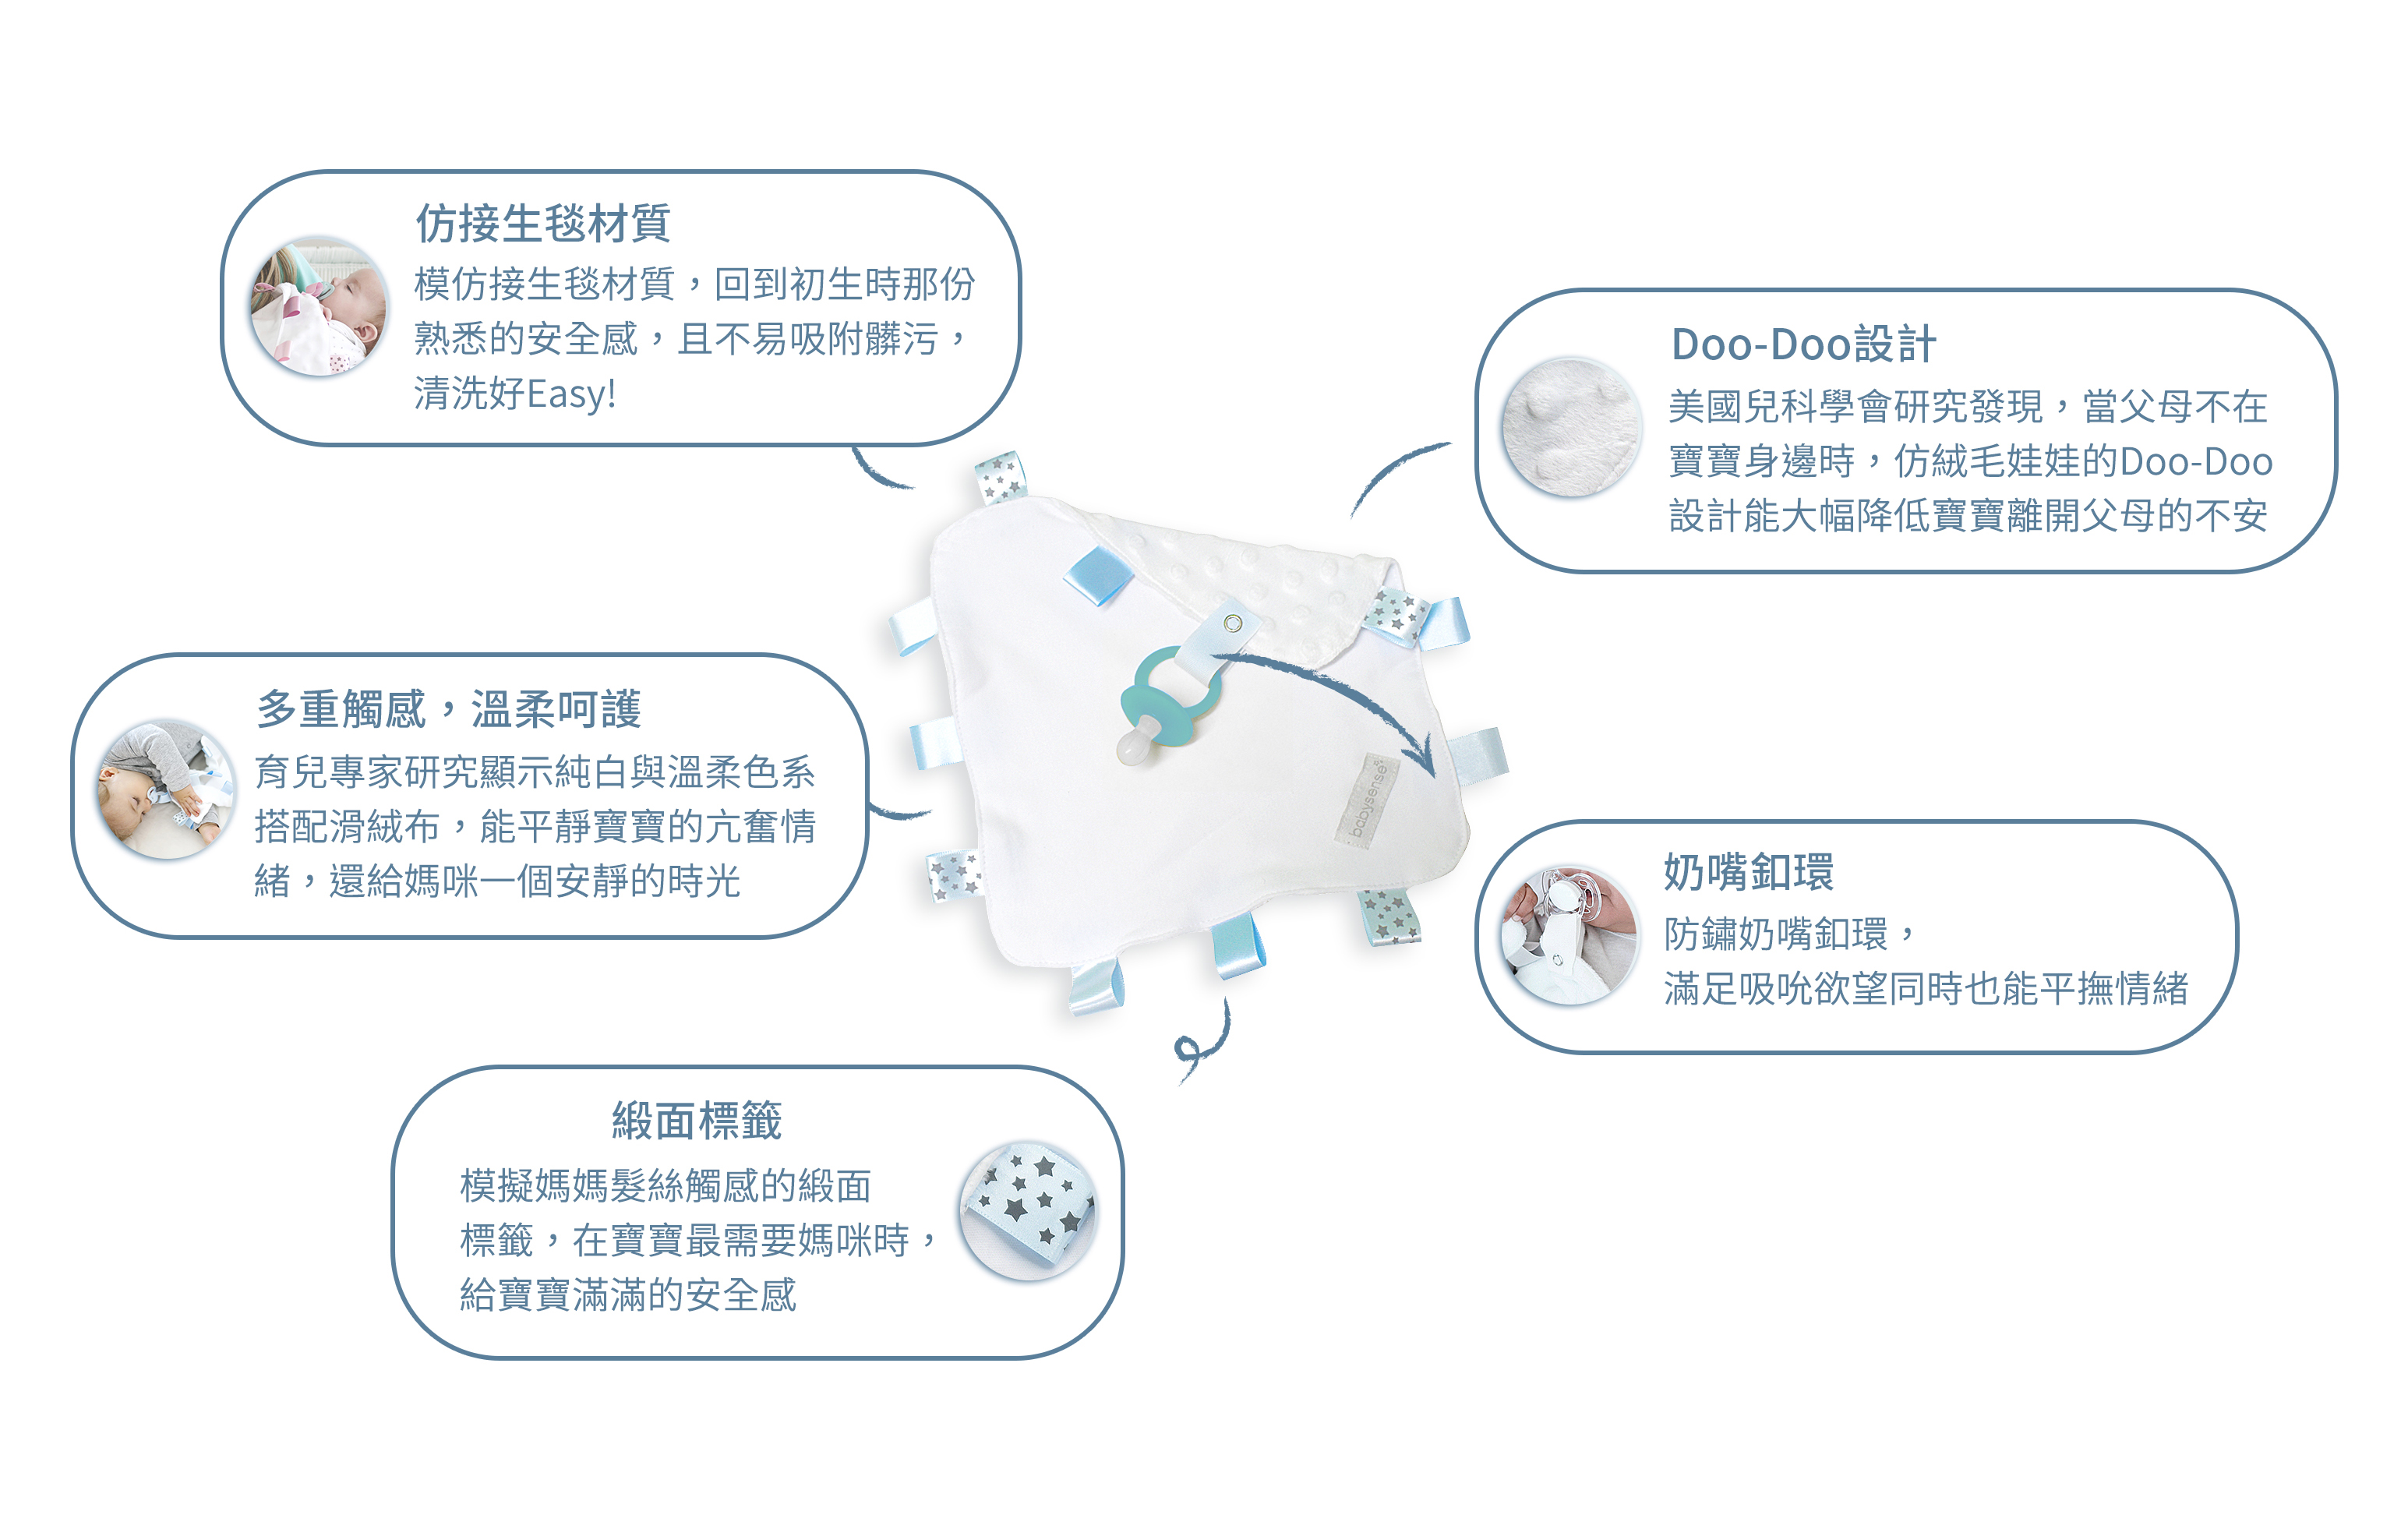 仿接生毯材質
模仿接生毯材質，回到初生時那份
熟悉的安全感，且不易吸附髒污，
清洗好Easy!
Doo-Doo設計
美國兒科學會研究發現，當父母不在
寶寶身邊時，仿絨毛娃娃的Doo-Doo
設計能大幅降低寶寶離開父母的不安
多重觸感，溫柔呵護
育兒專家研究顯示純白與溫柔色系
搭配滑絨布，能平靜寶寶的亢奮情
緒，還給媽咪一個安靜的時光
babysense
奶嘴釦環
防鏽奶嘴釦環，
滿足吸吮欲望同時也能平撫情緒
緞面標籤
模擬媽媽髮絲觸感的緞面
標籤，在寶寶最需要媽咪時，
給寶寶滿滿的安全感